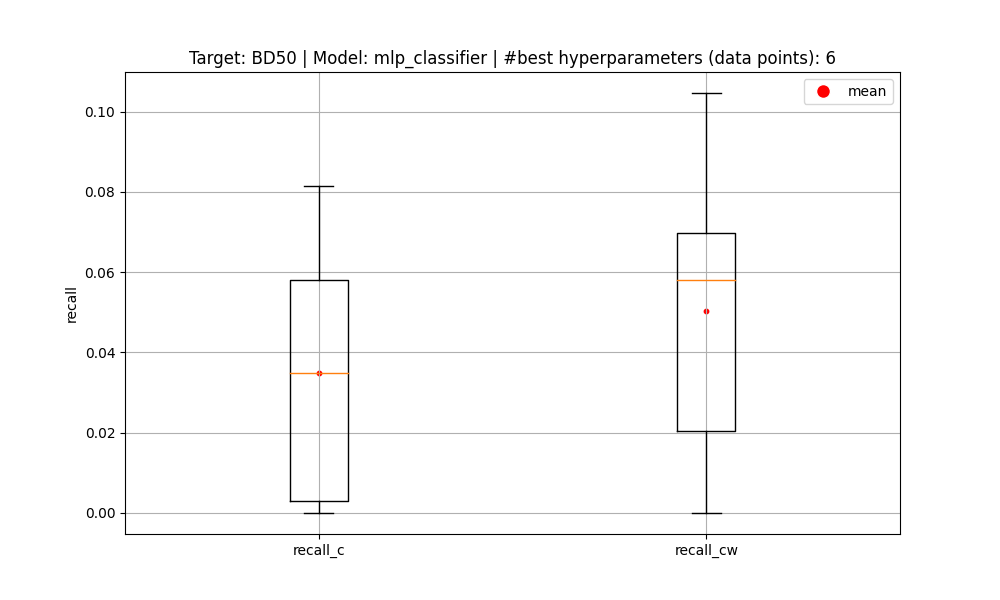 Target: BD50 | Model: mlp_classifier | #best hyperparameters (data points): 6
mean
0.10
0.08
0.06
0.04
0.02
0.00
recall
recall_c
recall_cw